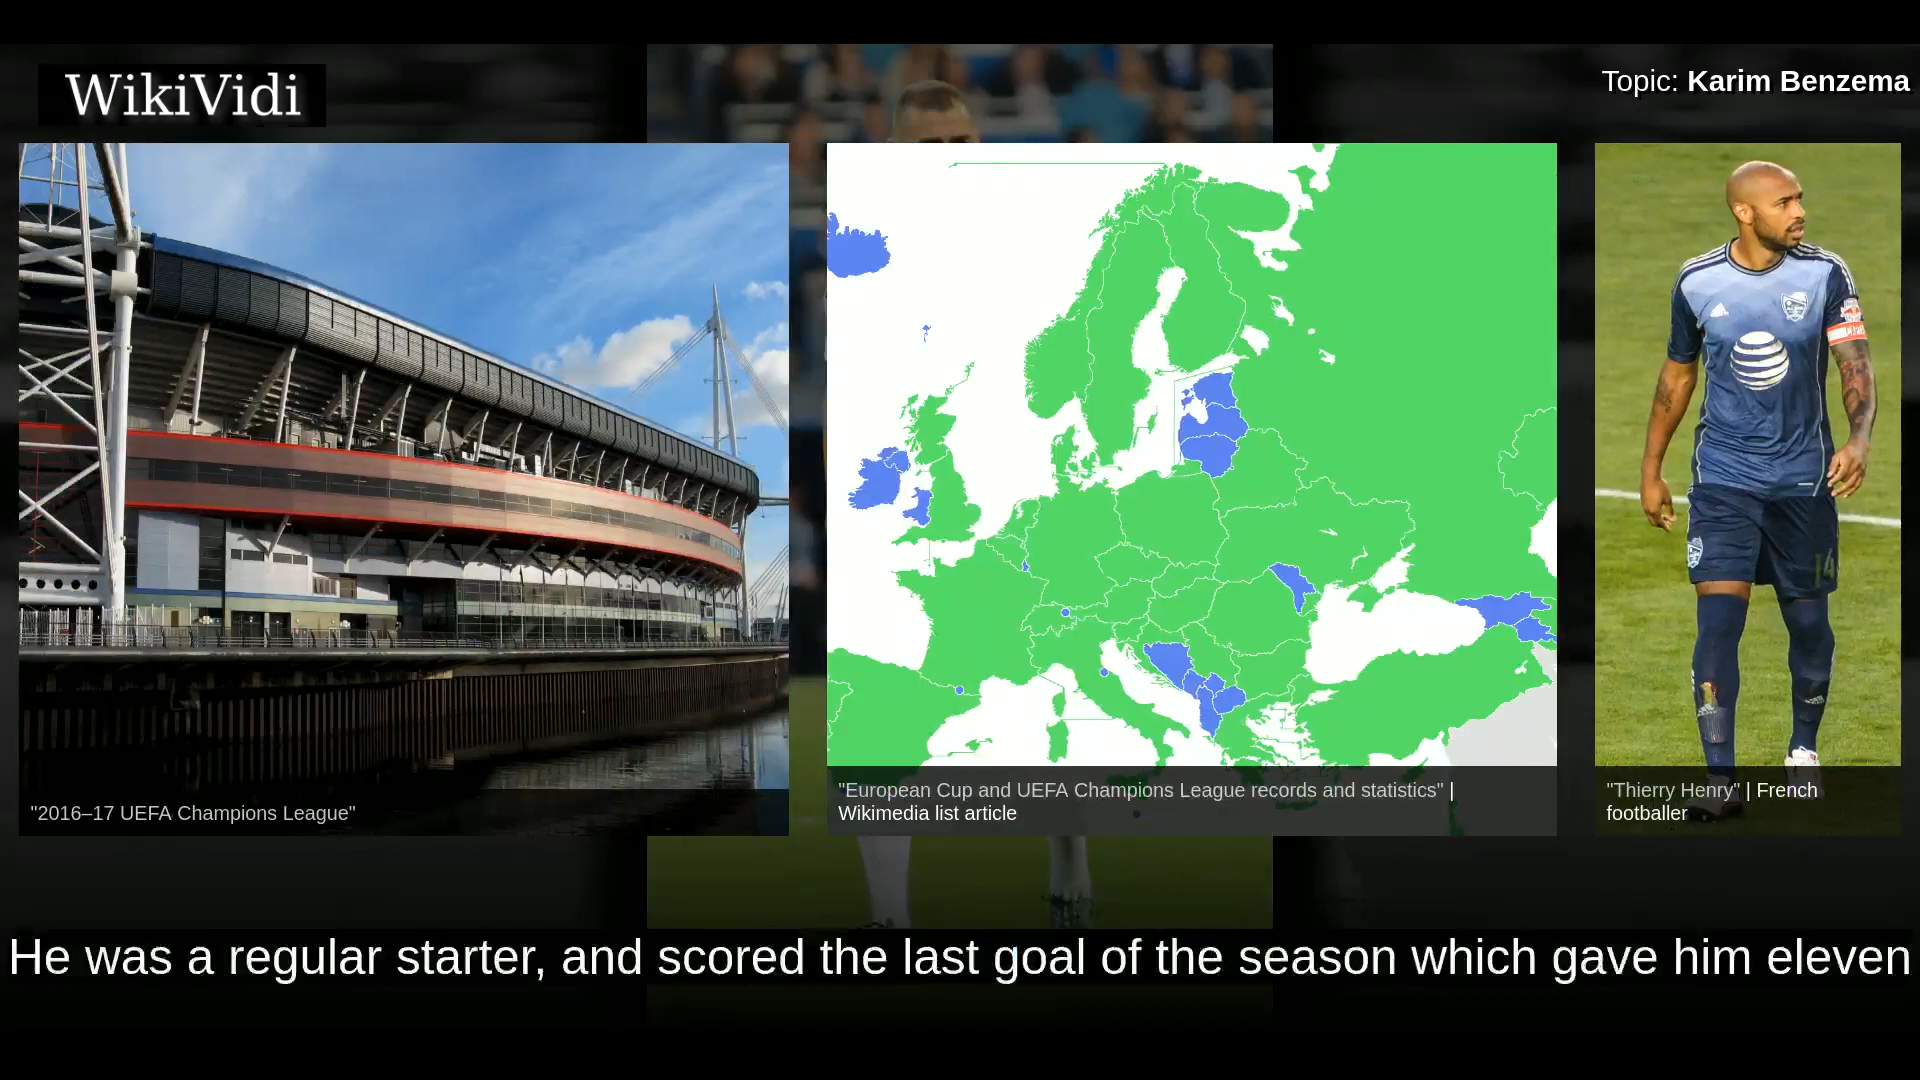 WikiVidi
Topic: Karim Benzema
"2016–17 UEFA Champions League"
"European Cup and UEFA Champions League records and statistics" |
Wikimedia list article
"Thierry Henry" | French
footballer
14
He was a regular starter, and scored the last goal of the season which gave him eleven